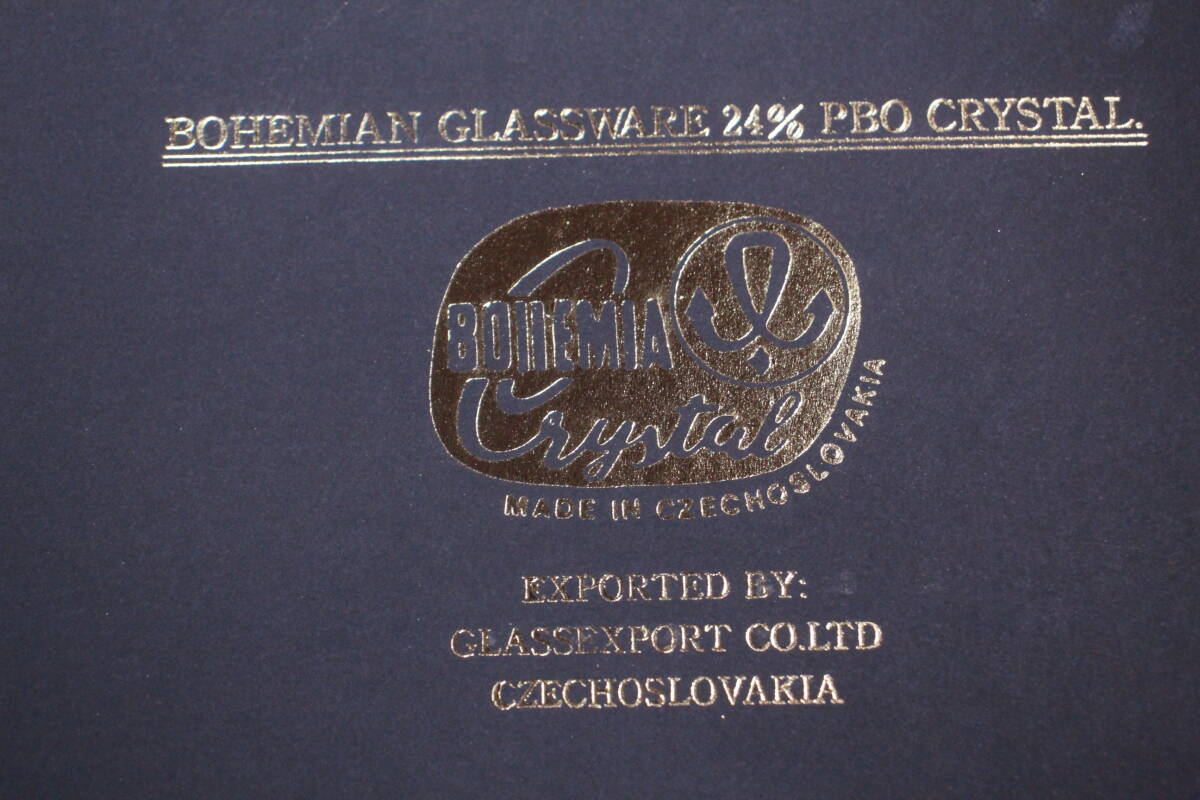 BOHEMIAN GLASSWARE 24% PBO CRYSTAL.
BOHEMIA
Crystal
MADE IN CZECHOSLOVAKIA
EXPORTED BY:
GLASSEXPORT CO.LTD
CZECHOSLOVAKIA